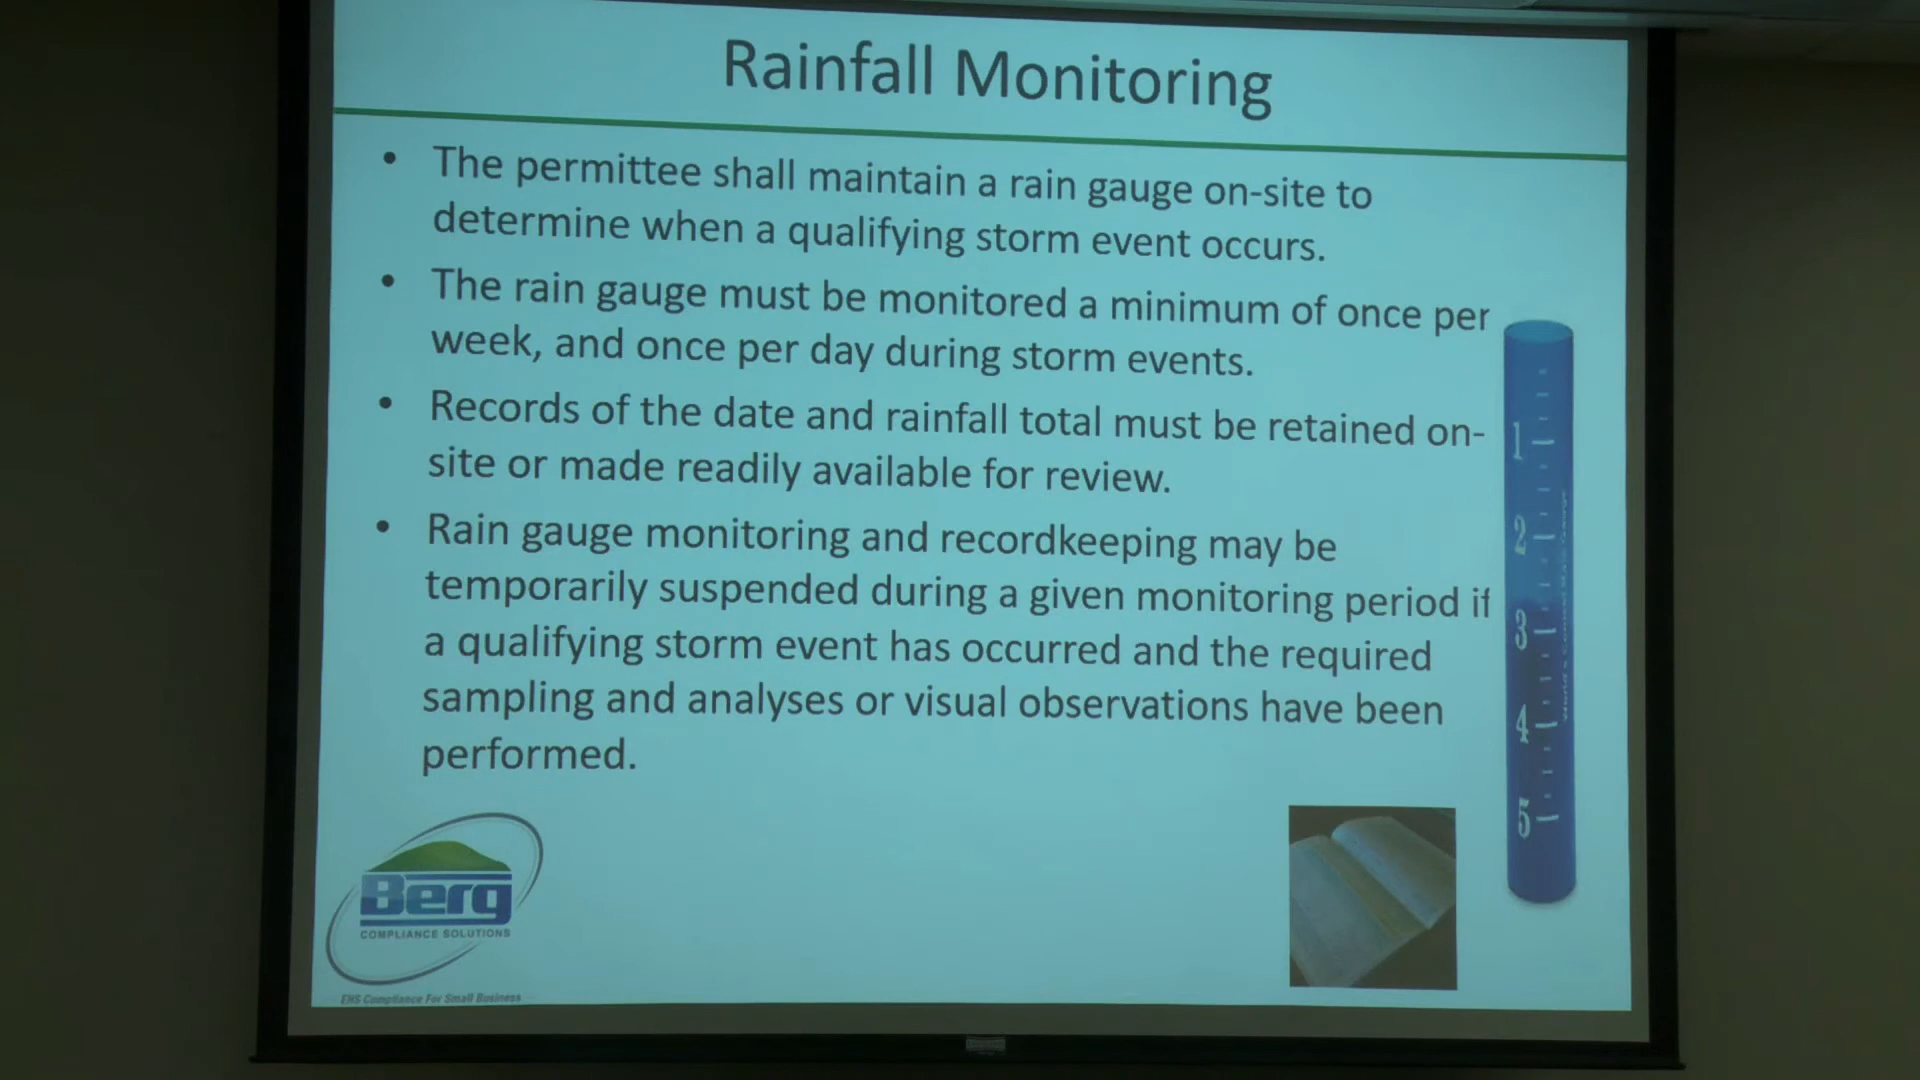 Rainfall Monitoring
• The permittee shall maintain a rain gauge on-site to
determine when a qualifying storm event occurs.
• The rain gauge must be monitored a minimum of once per
week, and once per day during storm events.
• Records of the date and rainfall total must be retained on-
site or made readily available for review.
• Rain gauge monitoring and recordkeeping may be
temporarily suspended during a given monitoring period if
a qualifying storm event has occurred and the required
sampling and analyses or visual observations have been
performed.
1
2
3
4
5
Berg
COMPLIANCE SOLUTIONS
EHS Compliance For Small Business